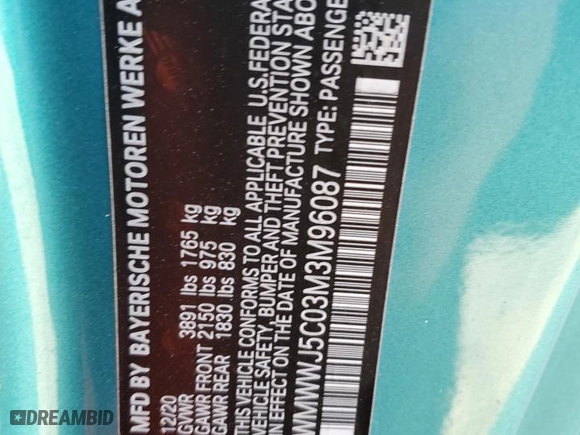 MFD BY BAYERISCHE MOTOREN WERKE A
12/20
GVWR 3891 lbs 1765 kg
GAWR FRONT 2150 lbs 975 kg
GAWR REAR 1830 lbs 830 kg
VEHICLE CONFORMS TO ALL APPLICABLE U.S. FEDERA
VEHICLE SAFETY, BUMPER AND THEFT PREVENTION STA
IN EFFECT ON THE DATE OF MANUFACTURE SHOWN ABO
WMWWJ5C03M3M96087 TYPE: PASSENGE
DREAMBID